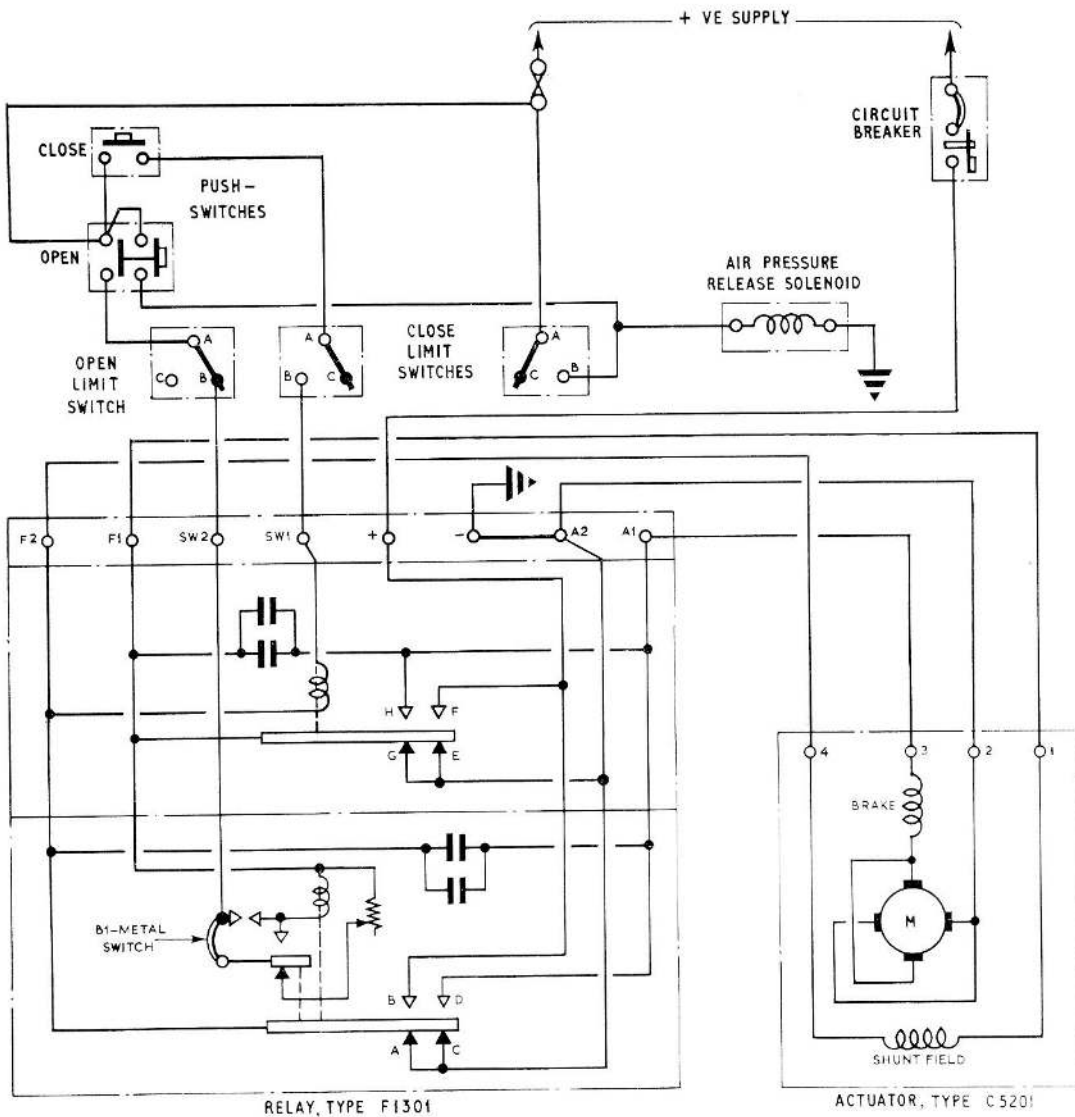 + VE SUPPLY
CIRCUIT
BREAKER
CLOSE
PUSH-
SWITCHES
OPEN
AIR PRESSURE
RELEASE SOLENOID
OPEN
LIMIT
SWITCH
A
C
B
A
B
C
CLOSE
LIMIT
SWITCHES
A
C
B
F2
F1
SW2
SW1
+
-
A2
A1
H
F
G
E
4
3
2
1
BRAKE
M
SHUNT FIELD
B1-METAL
SWITCH
B
D
A
C
RELAY, TYPE F1301
ACTUATOR, TYPE C5201